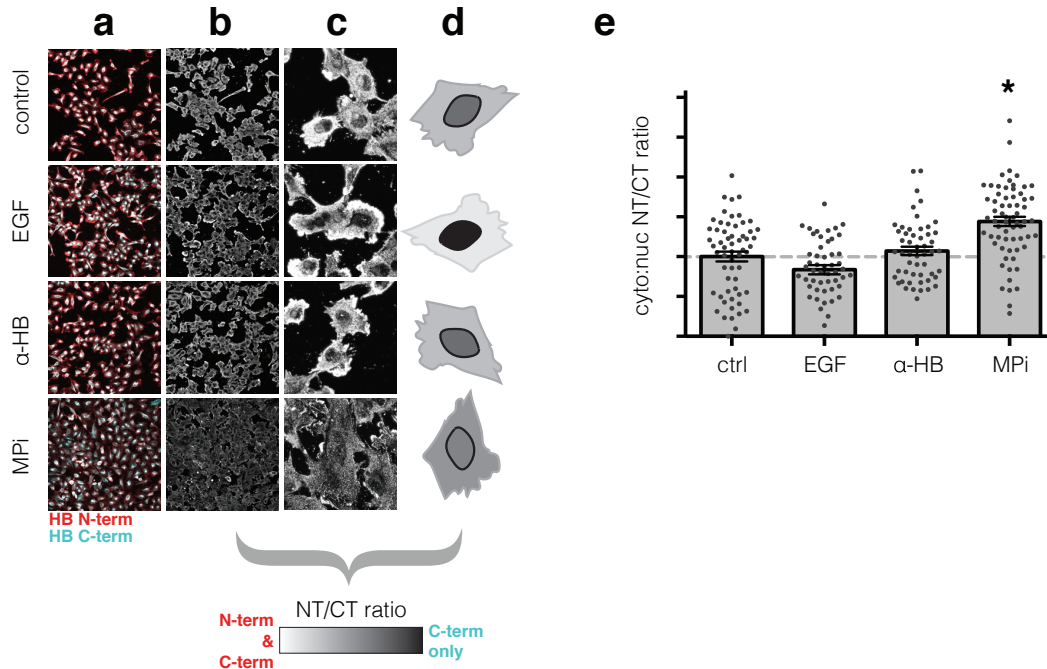 a b c d e
control
EGF
α-HB
MPi
HB N-term
HB C-term
NT/CT ratio
N-term
&
C-term
C-term
only
cyto:nuc NT/CT ratio
*
ctrl EGF α-HB MPi